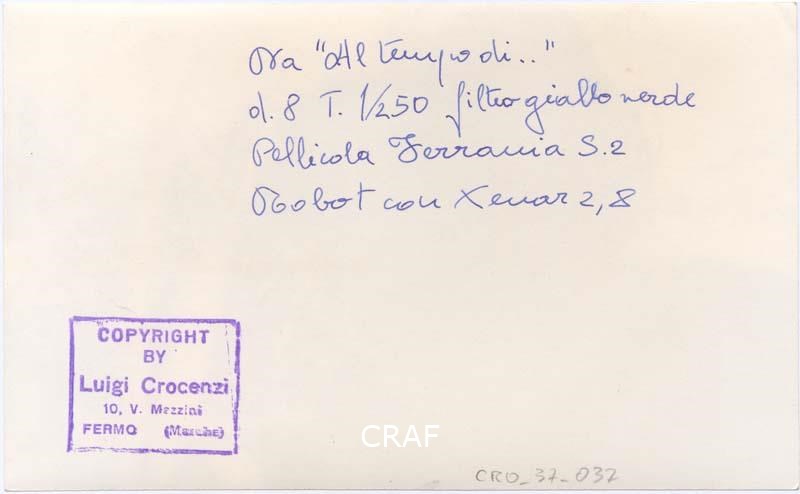 Ora "Al tempo di.."
d. 8 T. 1/250 filtro giallo verde
Pellicola Ferrania S.2
Robot con Xenar 2,8
COPYRIGHT
BY
Luigi Crocenzi
10, V. Mazzini
FERMO (Marche)
CRAF
CRO_37_037